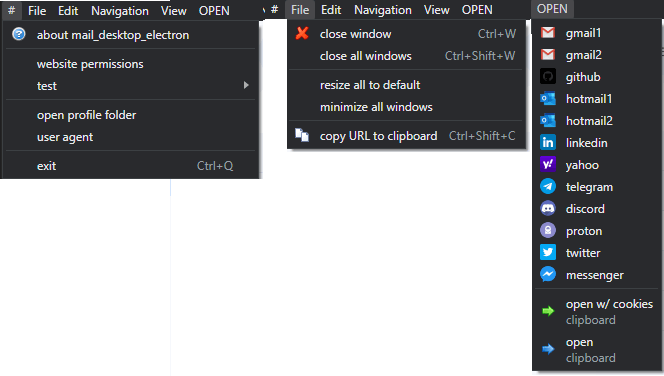 # File Edit Navigation View OPEN
about mail_desktop_electron
website permissions
test
open profile folder
user agent
exit Ctrl+Q
# File Edit Navigation View OPEN
close window Ctrl+W
close all windows Ctrl+Shift+W
resize all to default
minimize all windows
copy URL to clipboard Ctrl+Shift+C
OPEN
gmail1
gmail2
github
hotmail1
hotmail2
linkedin
yahoo
telegram
discord
proton
twitter
messenger
open w/ cookies
clipboard
open
clipboard